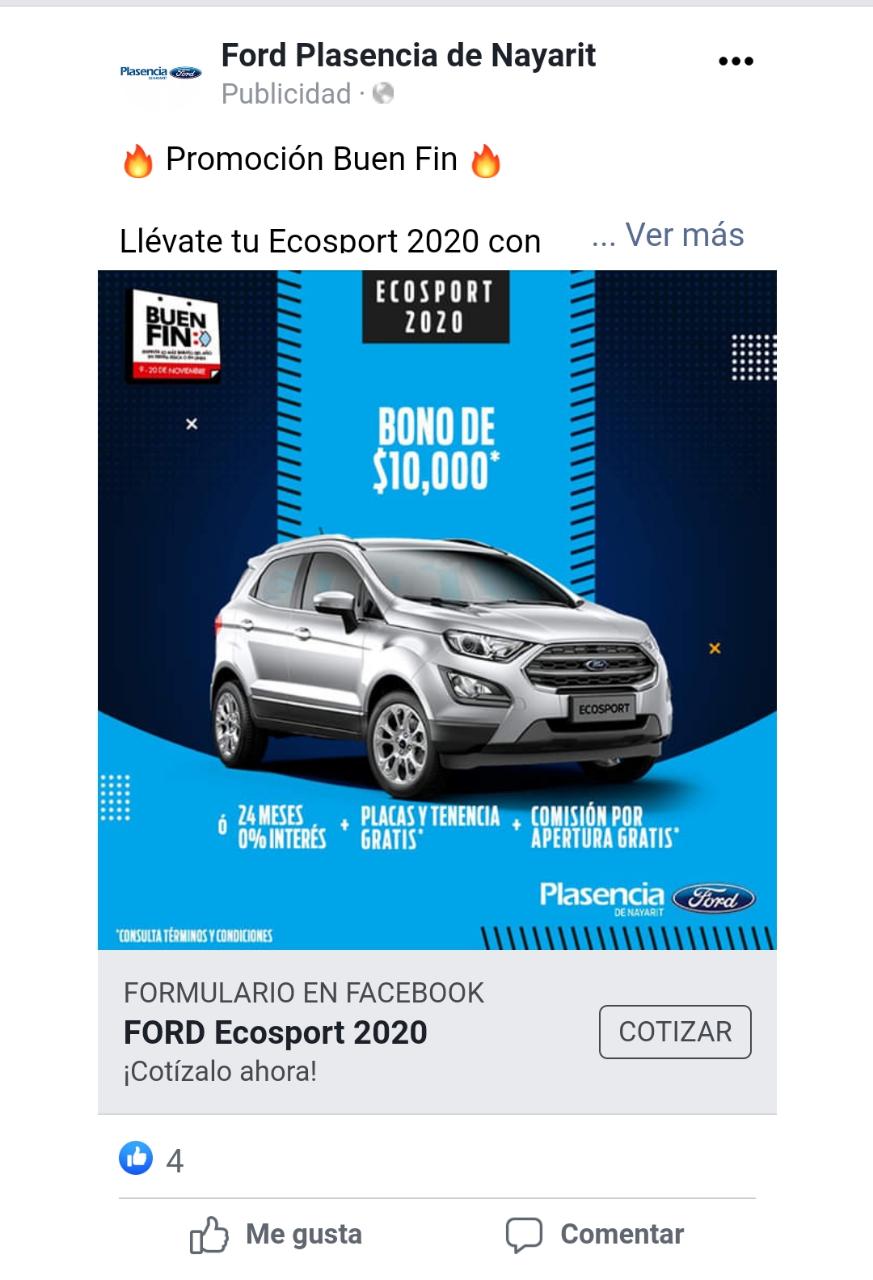 Plasencia Ford
Ford Plasencia de Nayarit
Publicidad ·
🔥 Promoción Buen Fin 🔥
Llévate tu Ecosport 2020 con ... Ver más
ECOSPORT
2020
BUEN
FIN
9 - 20 DE NOVIEMBRE
BONO DE
$10,000*
Ford
ECOSPORT
ó 24 MESES 0% INTERÉS + PLACAS Y TENENCIA GRATIS* + COMISIÓN POR APERTURA GRATIS*
Plasencia Ford
DE NAYARIT
*CONSULTA TÉRMINOS Y CONDICIONES
FORMULARIO EN FACEBOOK
FORD Ecosport 2020
¡Cotízalo ahora!
COTIZAR
4
Me gusta Comentar